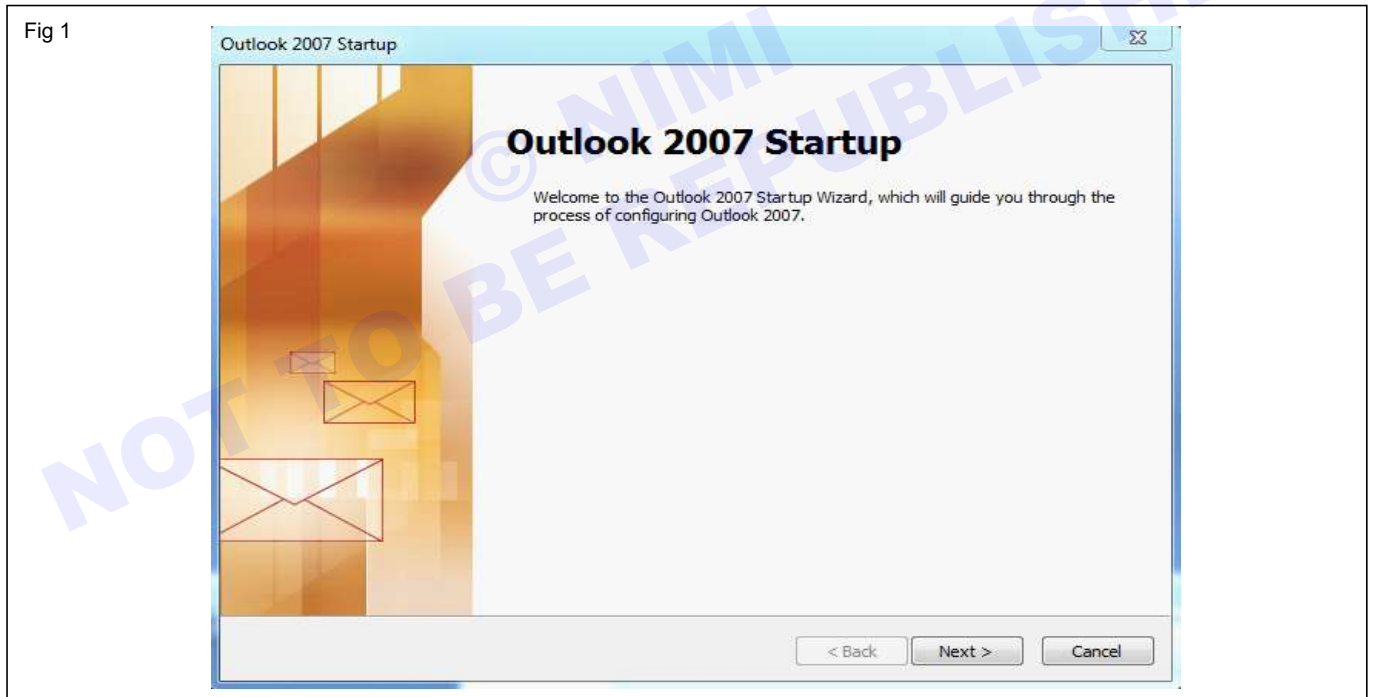 Fig 1
Outlook 2007 Startup
Outlook 2007 Startup
Welcome to the Outlook 2007 Startup Wizard, which will guide you through the
process of configuring Outlook 2007.
< Back
Next >
Cancel
© NIMI
NOT TO BE REPUBLISH